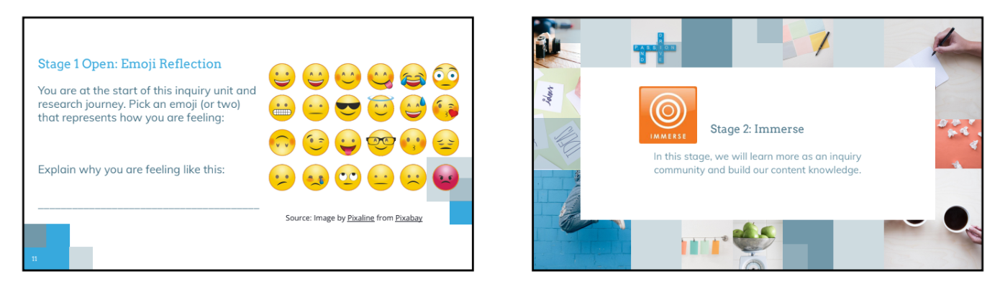 Stage 1 Open: Emoji Reflection
You are at the start of this inquiry unit and
research journey. Pick an emoji (or two)
that represents how you are feeling:
Explain why you are feeling like this:
_______________________________________
Source: Image by Pixaline from Pixabay
11
DRIVE
PASSION
AND
ideas
IDEAS
IMMERSE
Stage 2: Immerse
In this stage, we will learn more as an inquiry
community and build our content knowledge.